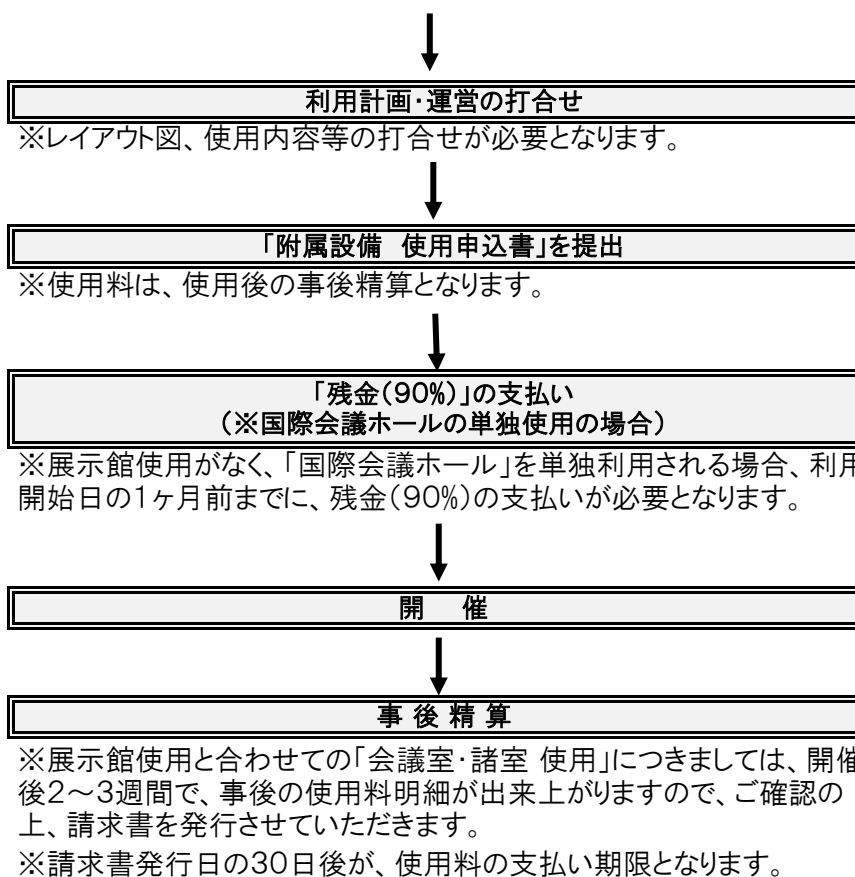 利用計画・運営の打合せ
※レイアウト図、使用内容等の打合せが必要となります。
「附属設備 使用申込書」を提出
※使用料は、使用後の事後精算となります。
「残金(90%)」の支払い
(※国際会議ホールの単独使用の場合)
※展示館使用がなく、「国際会議ホール」を単独利用される場合、利用
開始日の1ヶ月前までに、残金(90%)の支払いが必要となります。
開 催
事 後 精 算
※展示館使用と合わせての「会議室・諸室 使用」につきましては、開催
後2～3週間で、事後の使用料明細が出来上がりますので、ご確認の
上、請求書を発行させていただきます。
※請求書発行日の30日後が、使用料の支払い期限となります。